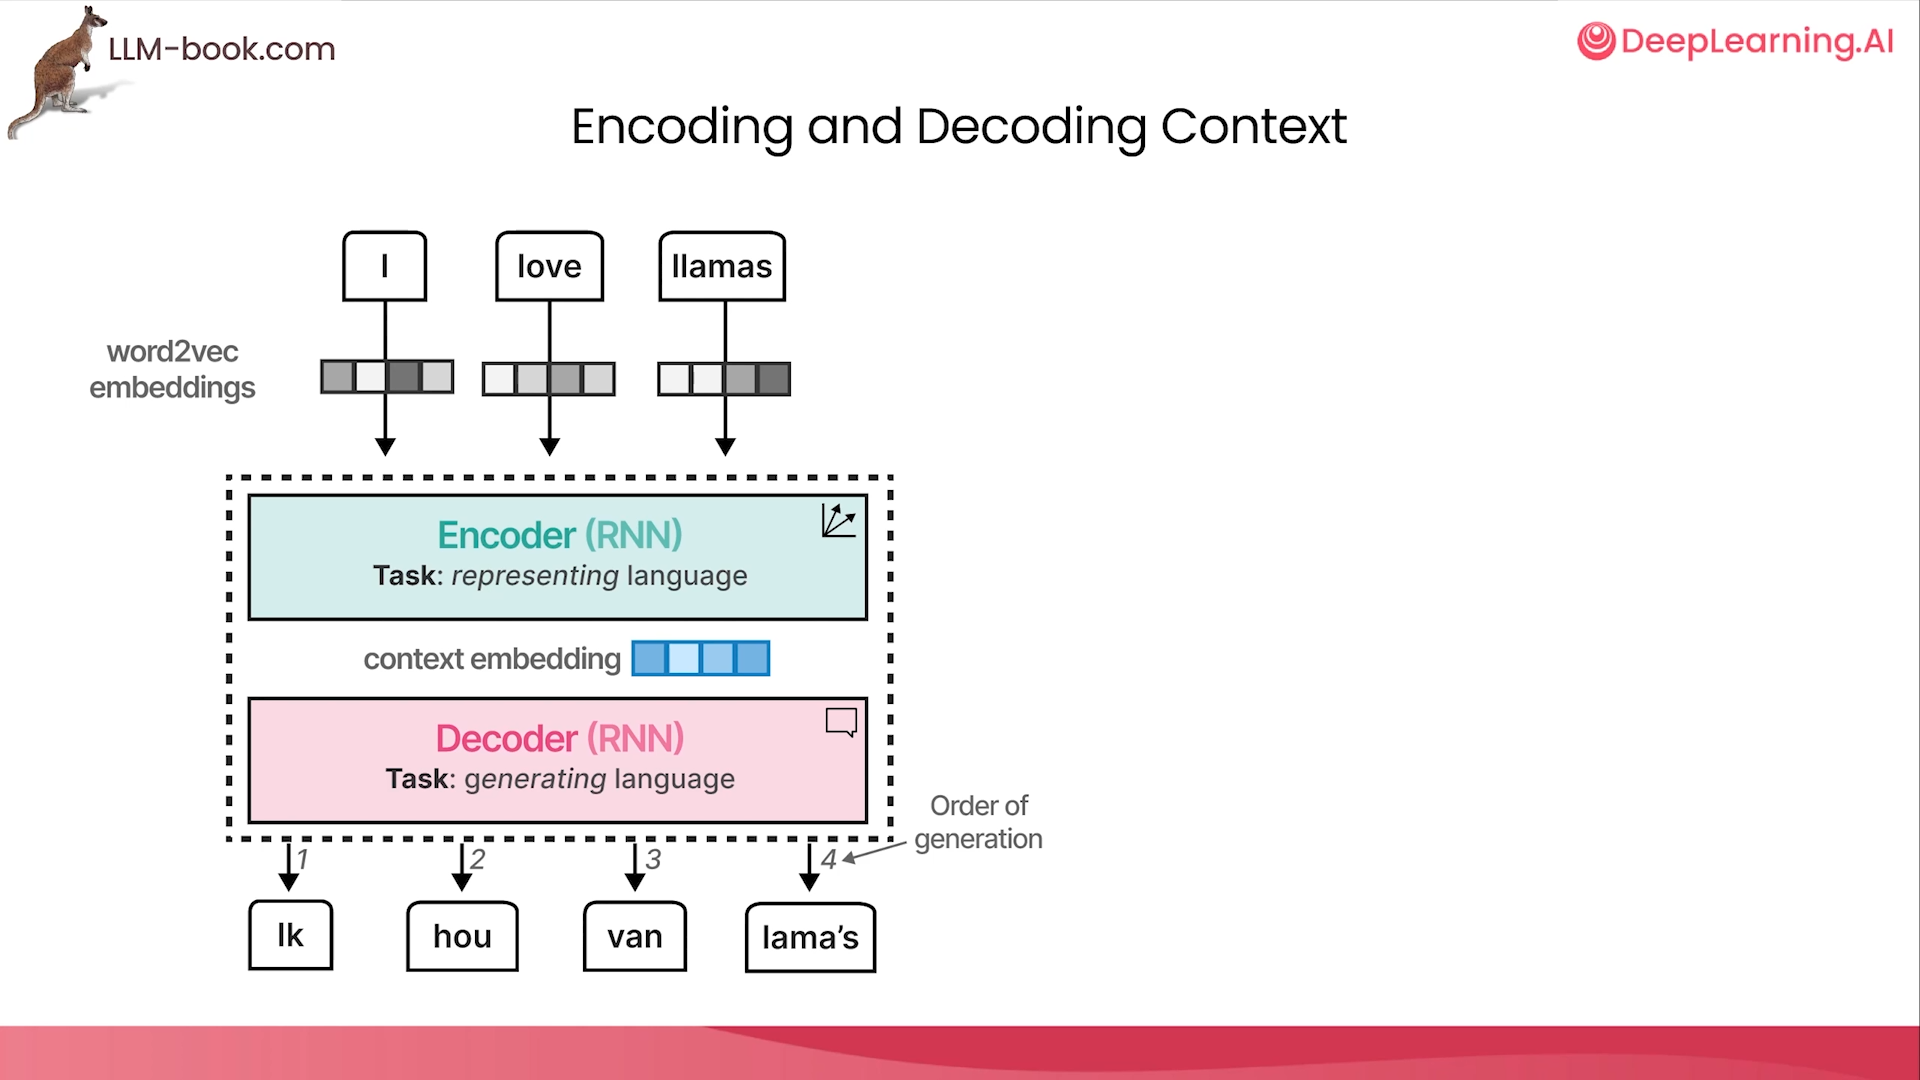 LLM-book.com
DeepLearning.AI
Encoding and Decoding Context
I
love
llamas
word2vec
embeddings
Encoder (RNN)
Task: representing language
context embedding
Decoder (RNN)
Task: generating language
Order of
generation
1
2
3
4
Ik
hou
van
lama's